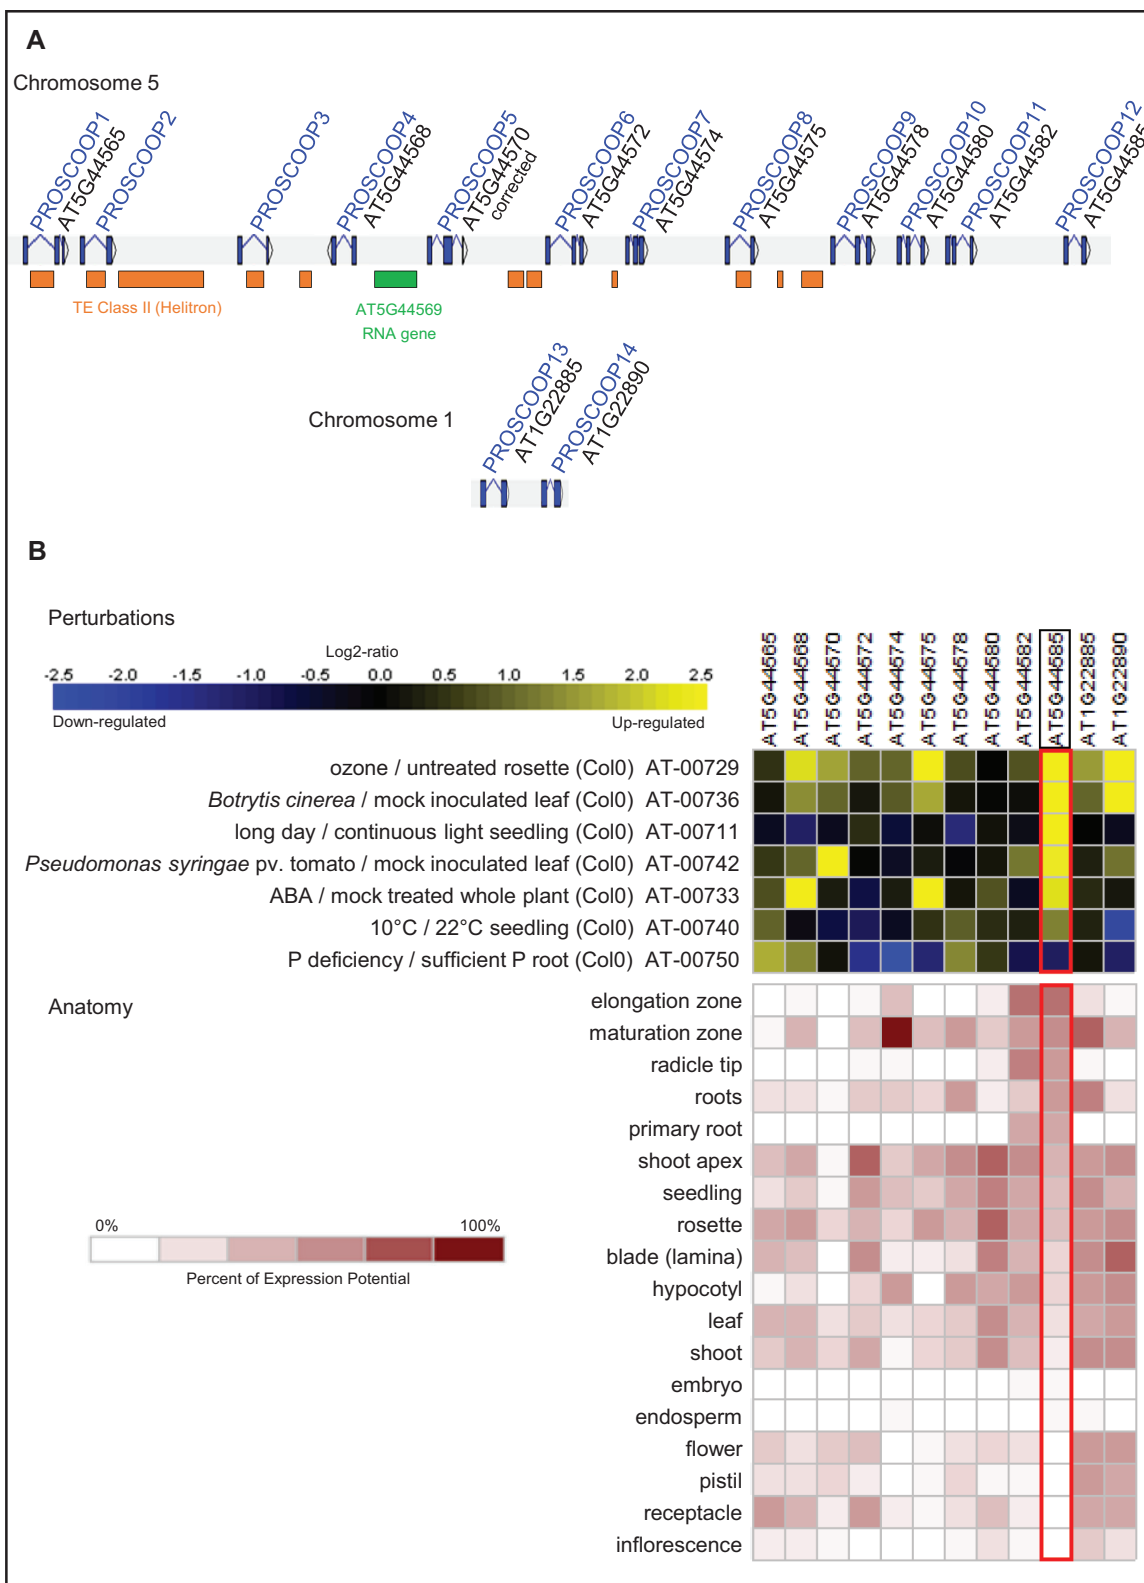 A
Chromosome 5
PROSCOOP1
AT5G44565
PROSCOOP2
PROSCOOP3
PROSCOOP4
AT5G44568
PROSCOOP5
AT5G44570
corrected
PROSCOOP6
AT5G44572
PROSCOOP7
AT5G44574
PROSCOOP8
AT5G44575
PROSCOOP9
AT5G44578
PROSCOOP10
AT5G44580
PROSCOOP11
AT5G44582
PROSCOOP12
AT5G44585
TE Class II (Helitron)
AT5G44569
RNA gene
Chromosome 1
PROSCOOP13
AT1G22885
PROSCOOP14
AT1G22890
B
Perturbations
Log2-ratio
-2.5 -2.0 -1.5 -1.0 -0.5 0.0 0.5 1.0 1.5 2.0 2.5
Down-regulated Up-regulated
AT5G44565
AT5G44568
AT5G44570
AT5G44572
AT5G44574
AT5G44575
AT5G44578
AT5G44580
AT5G44582
AT5G44585
AT1G22885
AT1G22890
ozone / untreated rosette (Col0) AT-00729
Botrytis cinerea / mock inoculated leaf (Col0) AT-00736
long day / continuous light seedling (Col0) AT-00711
Pseudomonas syringae pv. tomato / mock inoculated leaf (Col0) AT-00742
ABA / mock treated whole plant (Col0) AT-00733
10°C / 22°C seedling (Col0) AT-00740
P deficiency / sufficient P root (Col0) AT-00750
Anatomy
elongation zone
maturation zone
radicle tip
roots
primary root
shoot apex
seedling
rosette
blade (lamina)
hypocotyl
leaf
shoot
embryo
endosperm
flower
pistil
receptacle
inflorescence
0% 100%
Percent of Expression Potential